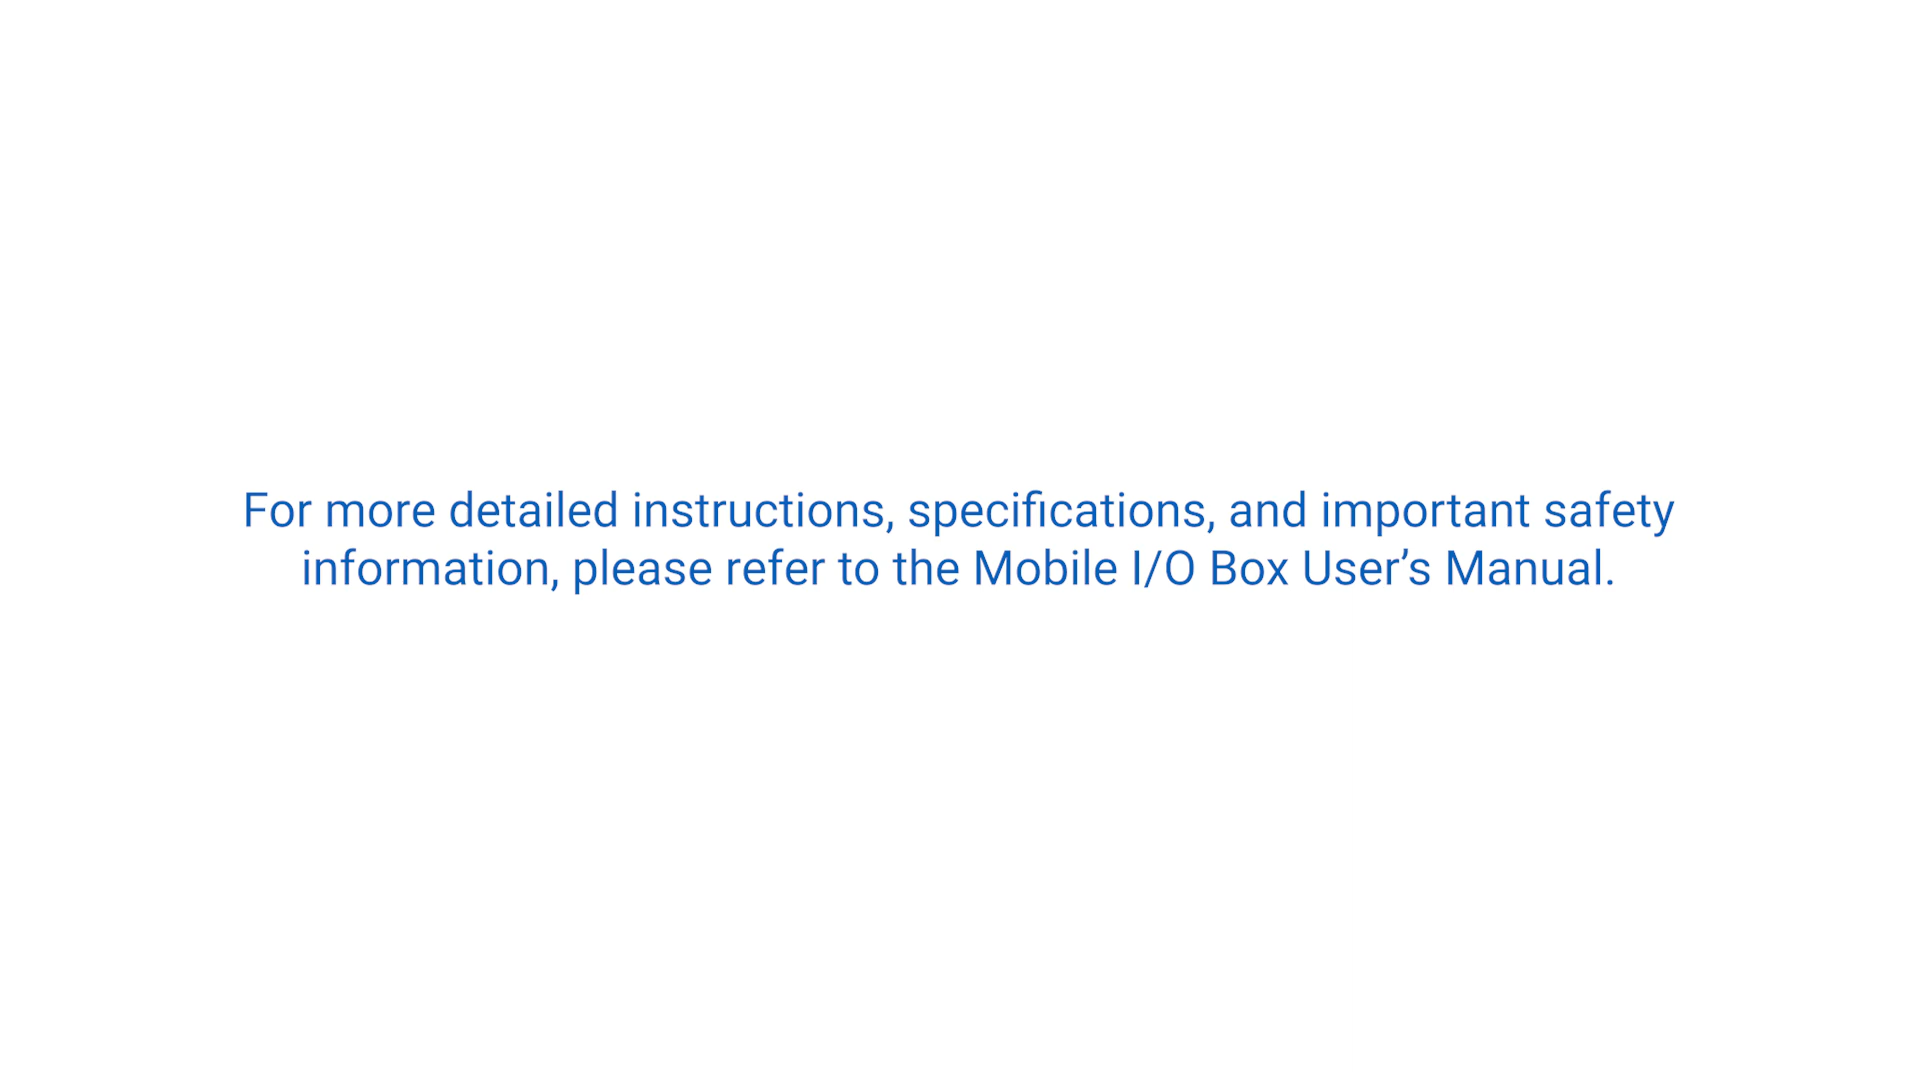 For more detailed instructions, specifications, and important safety
information, please refer to the Mobile I/O Box User’s Manual.